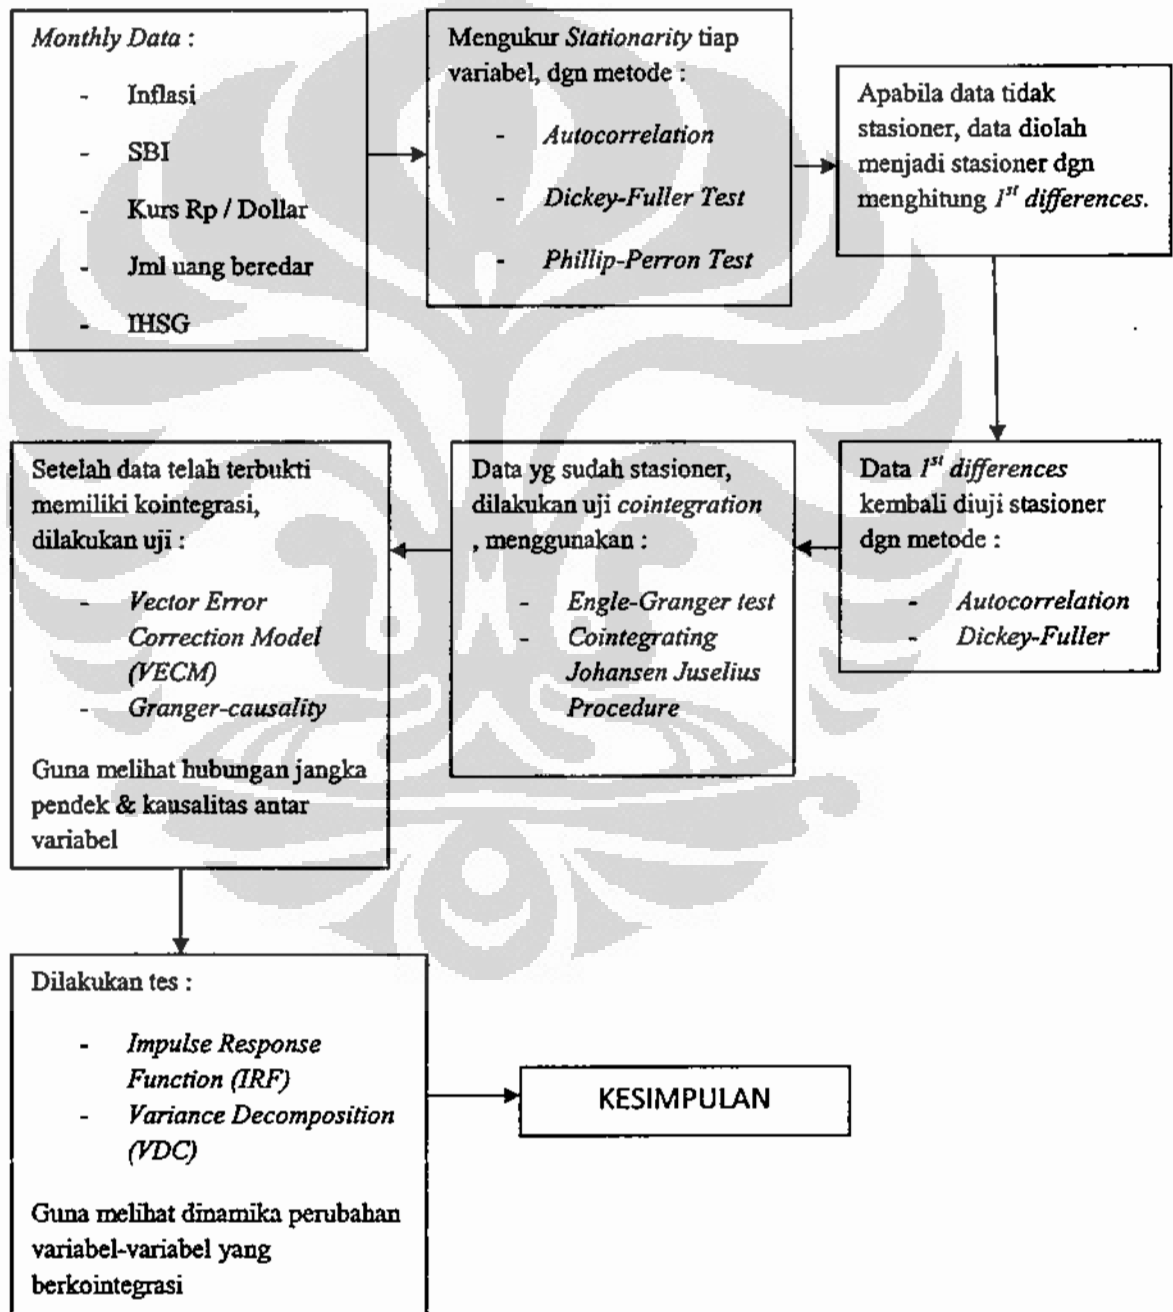 Monthly Data :
- Inflasi
- SBI
- Kurs Rp / Dollar
- Jml uang beredar
- IHSG
Mengukur Stationarity tiap
variabel, dgn metode :
- Autocorrelation
- Dickey-Fuller Test
- Phillip-Perron Test
Apabila data tidak
stasioner, data diolah
menjadi stasioner dgn
menghitung 1st differences.
Data 1st differences
kembali diuji stasioner
dgn metode :
- Autocorrelation
- Dickey-Fuller
Data yg sudah stasioner,
dilakukan uji cointegration
, menggunakan :
- Engle-Granger test
- Cointegrating
Johansen Juselius
Procedure
Setelah data telah terbukti
memiliki kointegrasi,
dilakukan uji :
- Vector Error
Correction Model
(VECM)
- Granger-causality
Guna melihat hubungan jangka
pendek & kausalitas antar
variabel
Dilakukan tes :
- Impulse Response
Function (IRF)
- Variance Decomposition
(VDC)
Guna melihat dinamika perubahan
variabel-variabel yang
berkointegrasi
KESIMPULAN